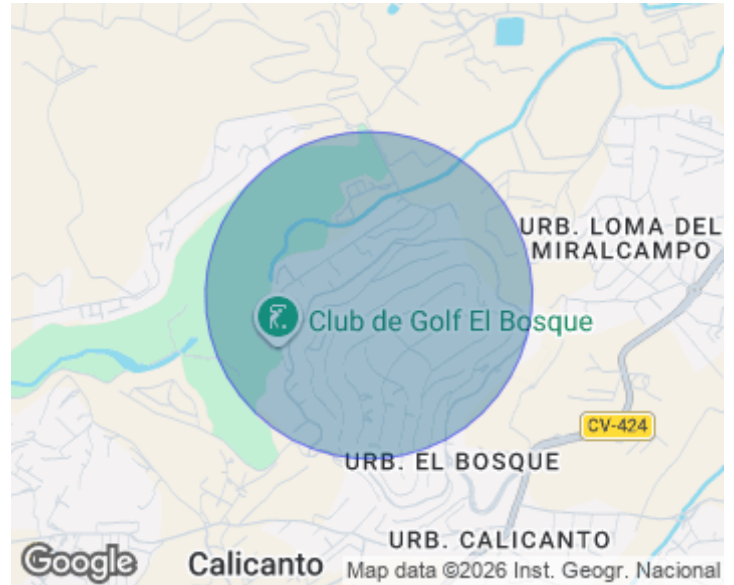 URB. LOMA DEL
MIRALCAMPO
Club de Golf El Bosque
CV-424
URB. EL BOSQUE
URB. CALICANTO
Calicanto
Google
Map data ©2026 Inst. Geogr. Nacional